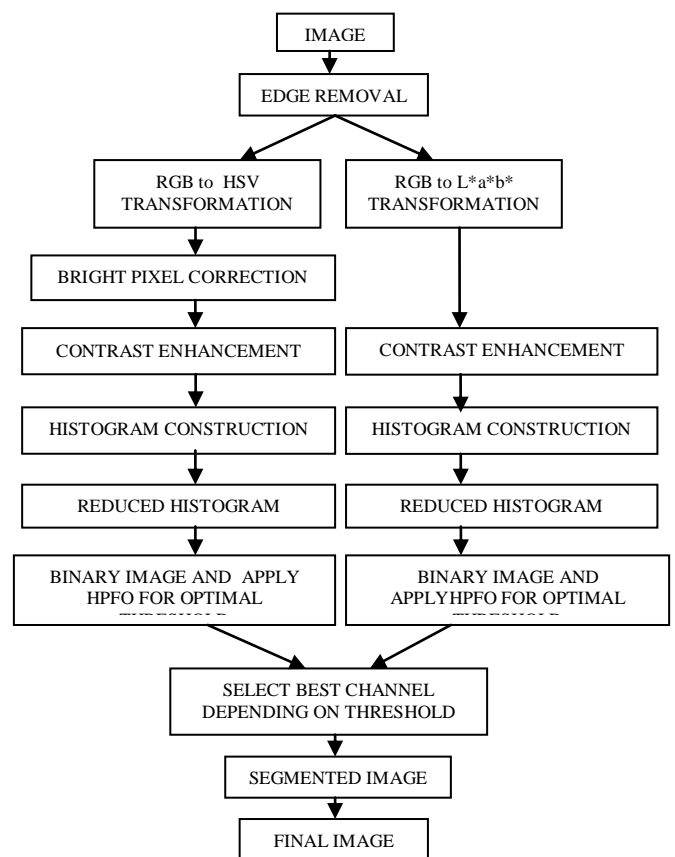 IMAGE
EDGE REMOVAL
RGB to HSV
TRANSFORMATION
RGB to L*a*b*
TRANSFORMATION
BRIGHT PIXEL CORRECTION
CONTRAST ENHANCEMENT
CONTRAST ENHANCEMENT
HISTOGRAM CONSTRUCTION
HISTOGRAM CONSTRUCTION
REDUCED HISTOGRAM
REDUCED HISTOGRAM
BINARY IMAGE AND APPLY
HPFO FOR OPTIMAL
THRESHOLD
BINARY IMAGE AND
APPLYHPFO FOR OPTIMAL
THRESHOLD
SELECT BEST CHANNEL
DEPENDING ON THRESHOLD
SEGMENTED IMAGE
FINAL IMAGE